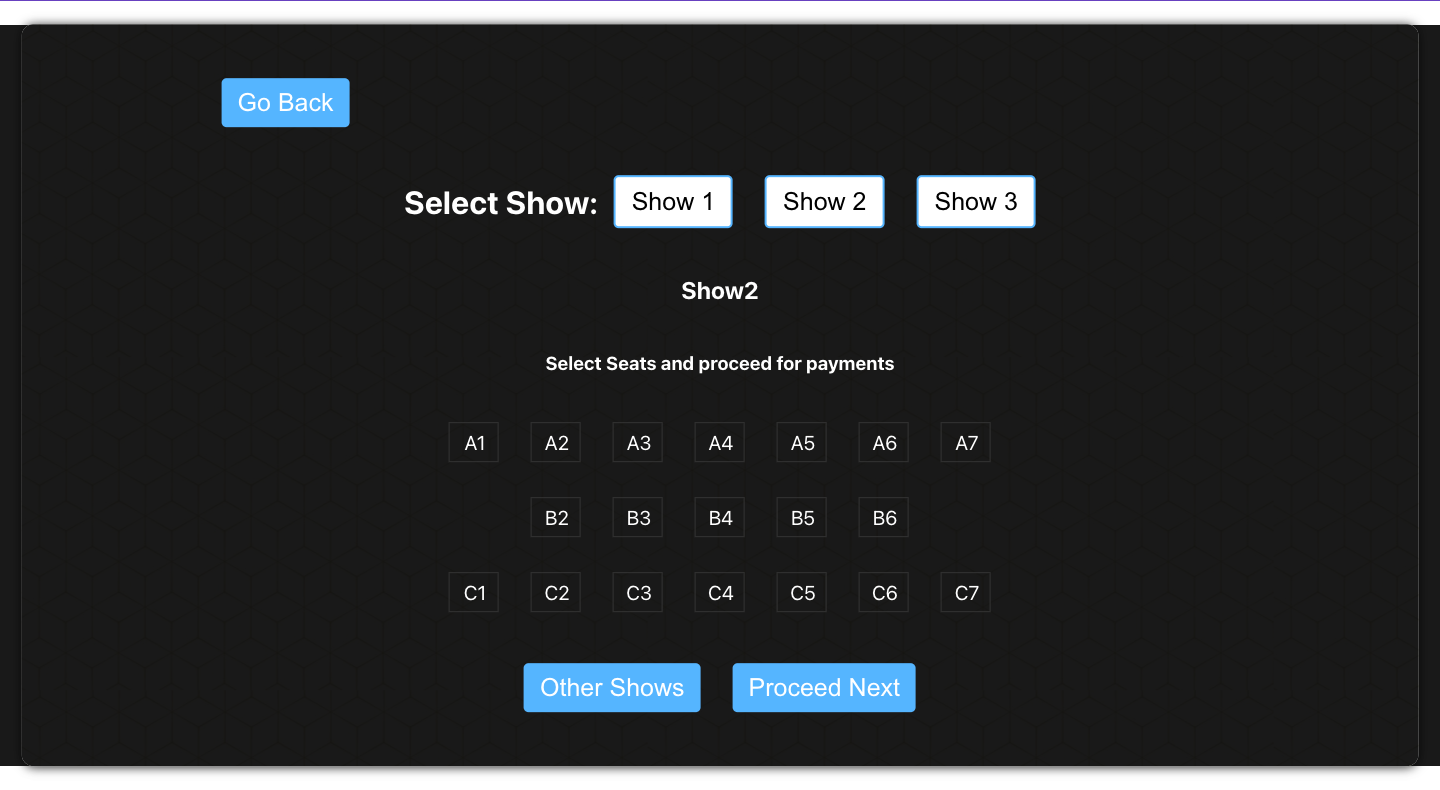 Go Back
Select Show: Show 1 Show 2 Show 3
Show2
Select Seats and proceed for payments
A1 A2 A3 A4 A5 A6 A7
B2 B3 B4 B5 B6
C1 C2 C3 C4 C5 C6 C7
Other Shows Proceed Next